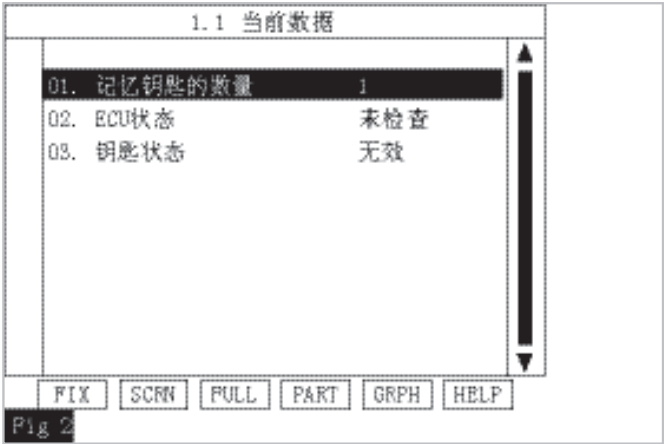 1.1 当前数据
01. 记忆钥匙的数量 1
02. ECU状态 未检查
03. 钥匙状态 无效
FIX SCRN FULL PART GRPH HELP
Fig 2